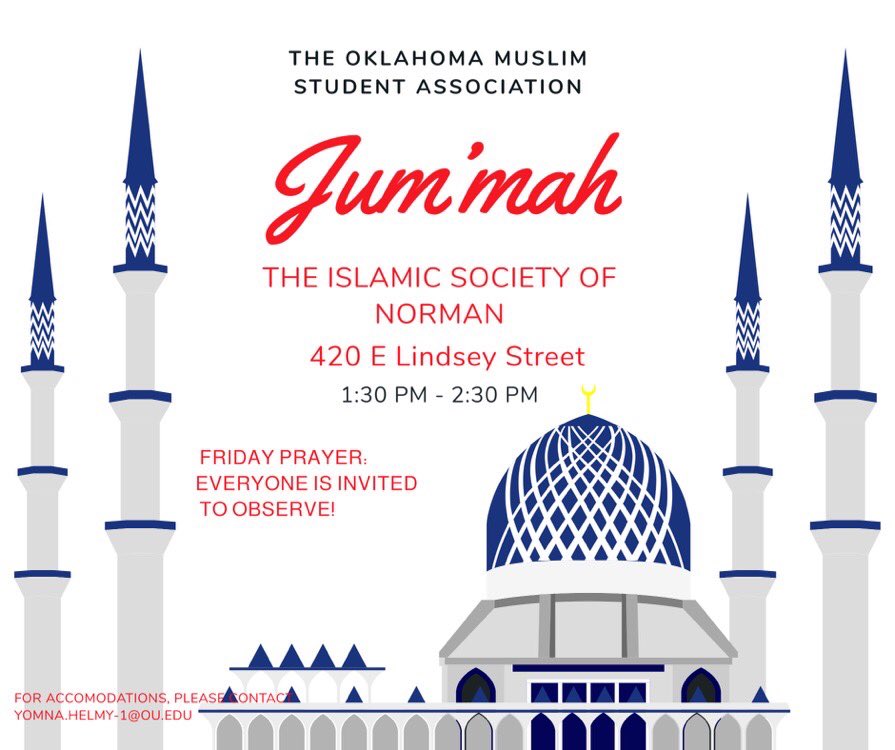 THE OKLAHOMA MUSLIM
STUDENT ASSOCIATION
Jum'mah
THE ISLAMIC SOCIETY OF
NORMAN
420 E Lindsey Street
1:30 PM - 2:30 PM
FRIDAY PRAYER:
EVERYONE IS INVITED
TO OBSERVE!
FOR ACCOMODATIONS, PLEASE CONTACT
YOMNA.HELMY-1@OU.EDU